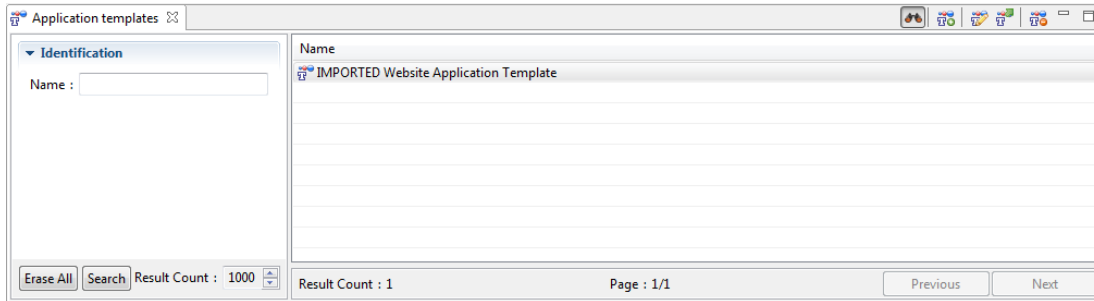 Application templates
Identification
Name :
Erase All Search Result Count : 1000
Name
IMPORTED Website Application Template
Result Count : 1 Page : 1/1 Previous Next